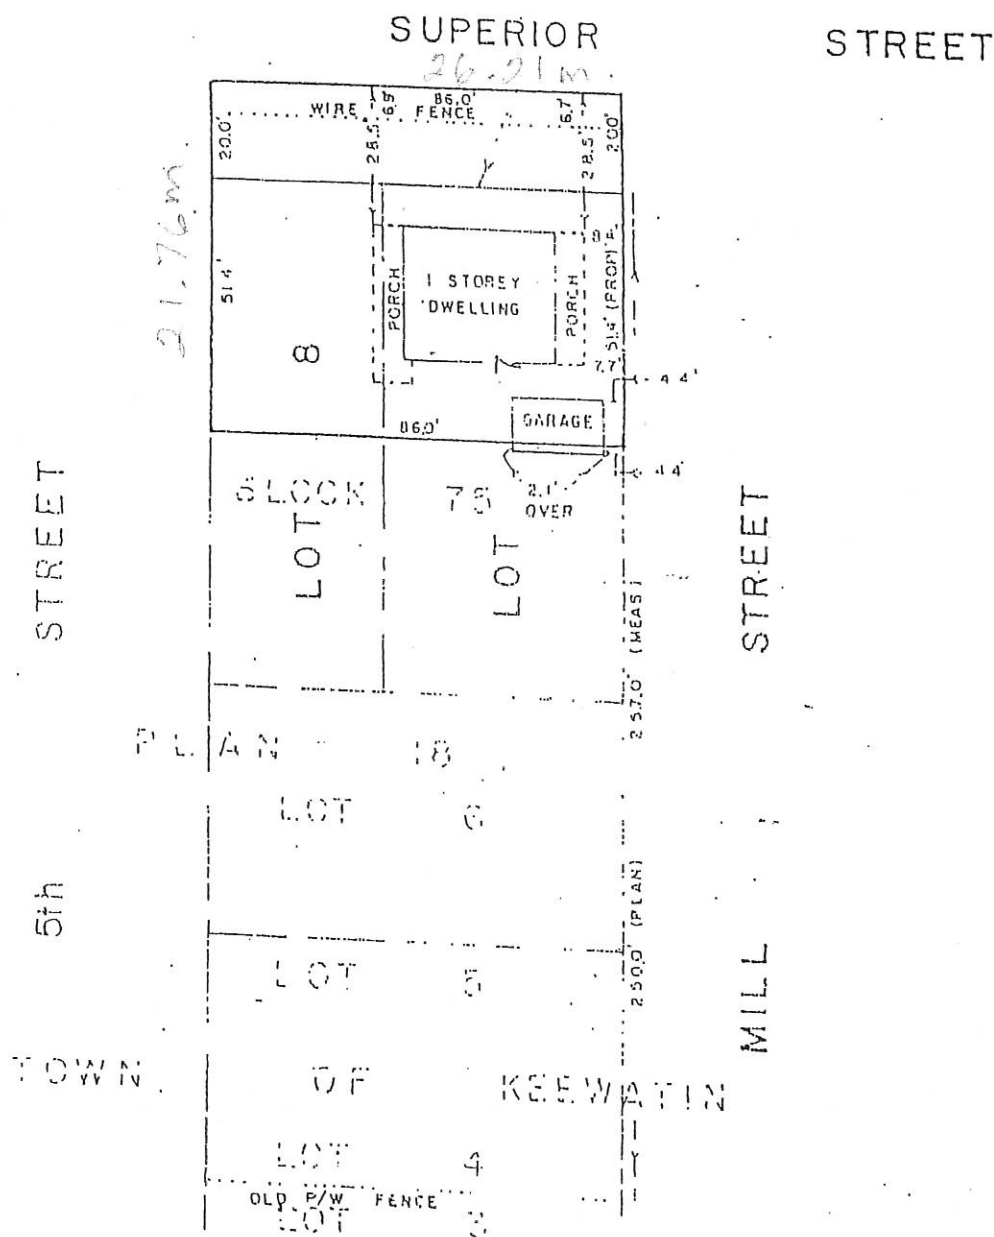 SUPERIOR STREET
26.21m.
86.0'
WIRE FENCE
6.9'
6.7'
20.0'
28.5'
28.5'
20.0'
21.76m.
51.4'
8
PORCH
1 STOREY
DWELLING
PORCH
51.4' (PROP)
7
7.7'
4.4'
GARAGE
86.0'
4.4'
2.1'
OVER
BLOCK 75
LOT
LOT
STREET
STREET
257.0' (MEAS)
PLAN 18
LOT 6
5th
250.0' (PLAN)
MILL
LOT 5
TOWN OF KEEWATIN
LOT 4
OLD P/W FENCE
LOT 3